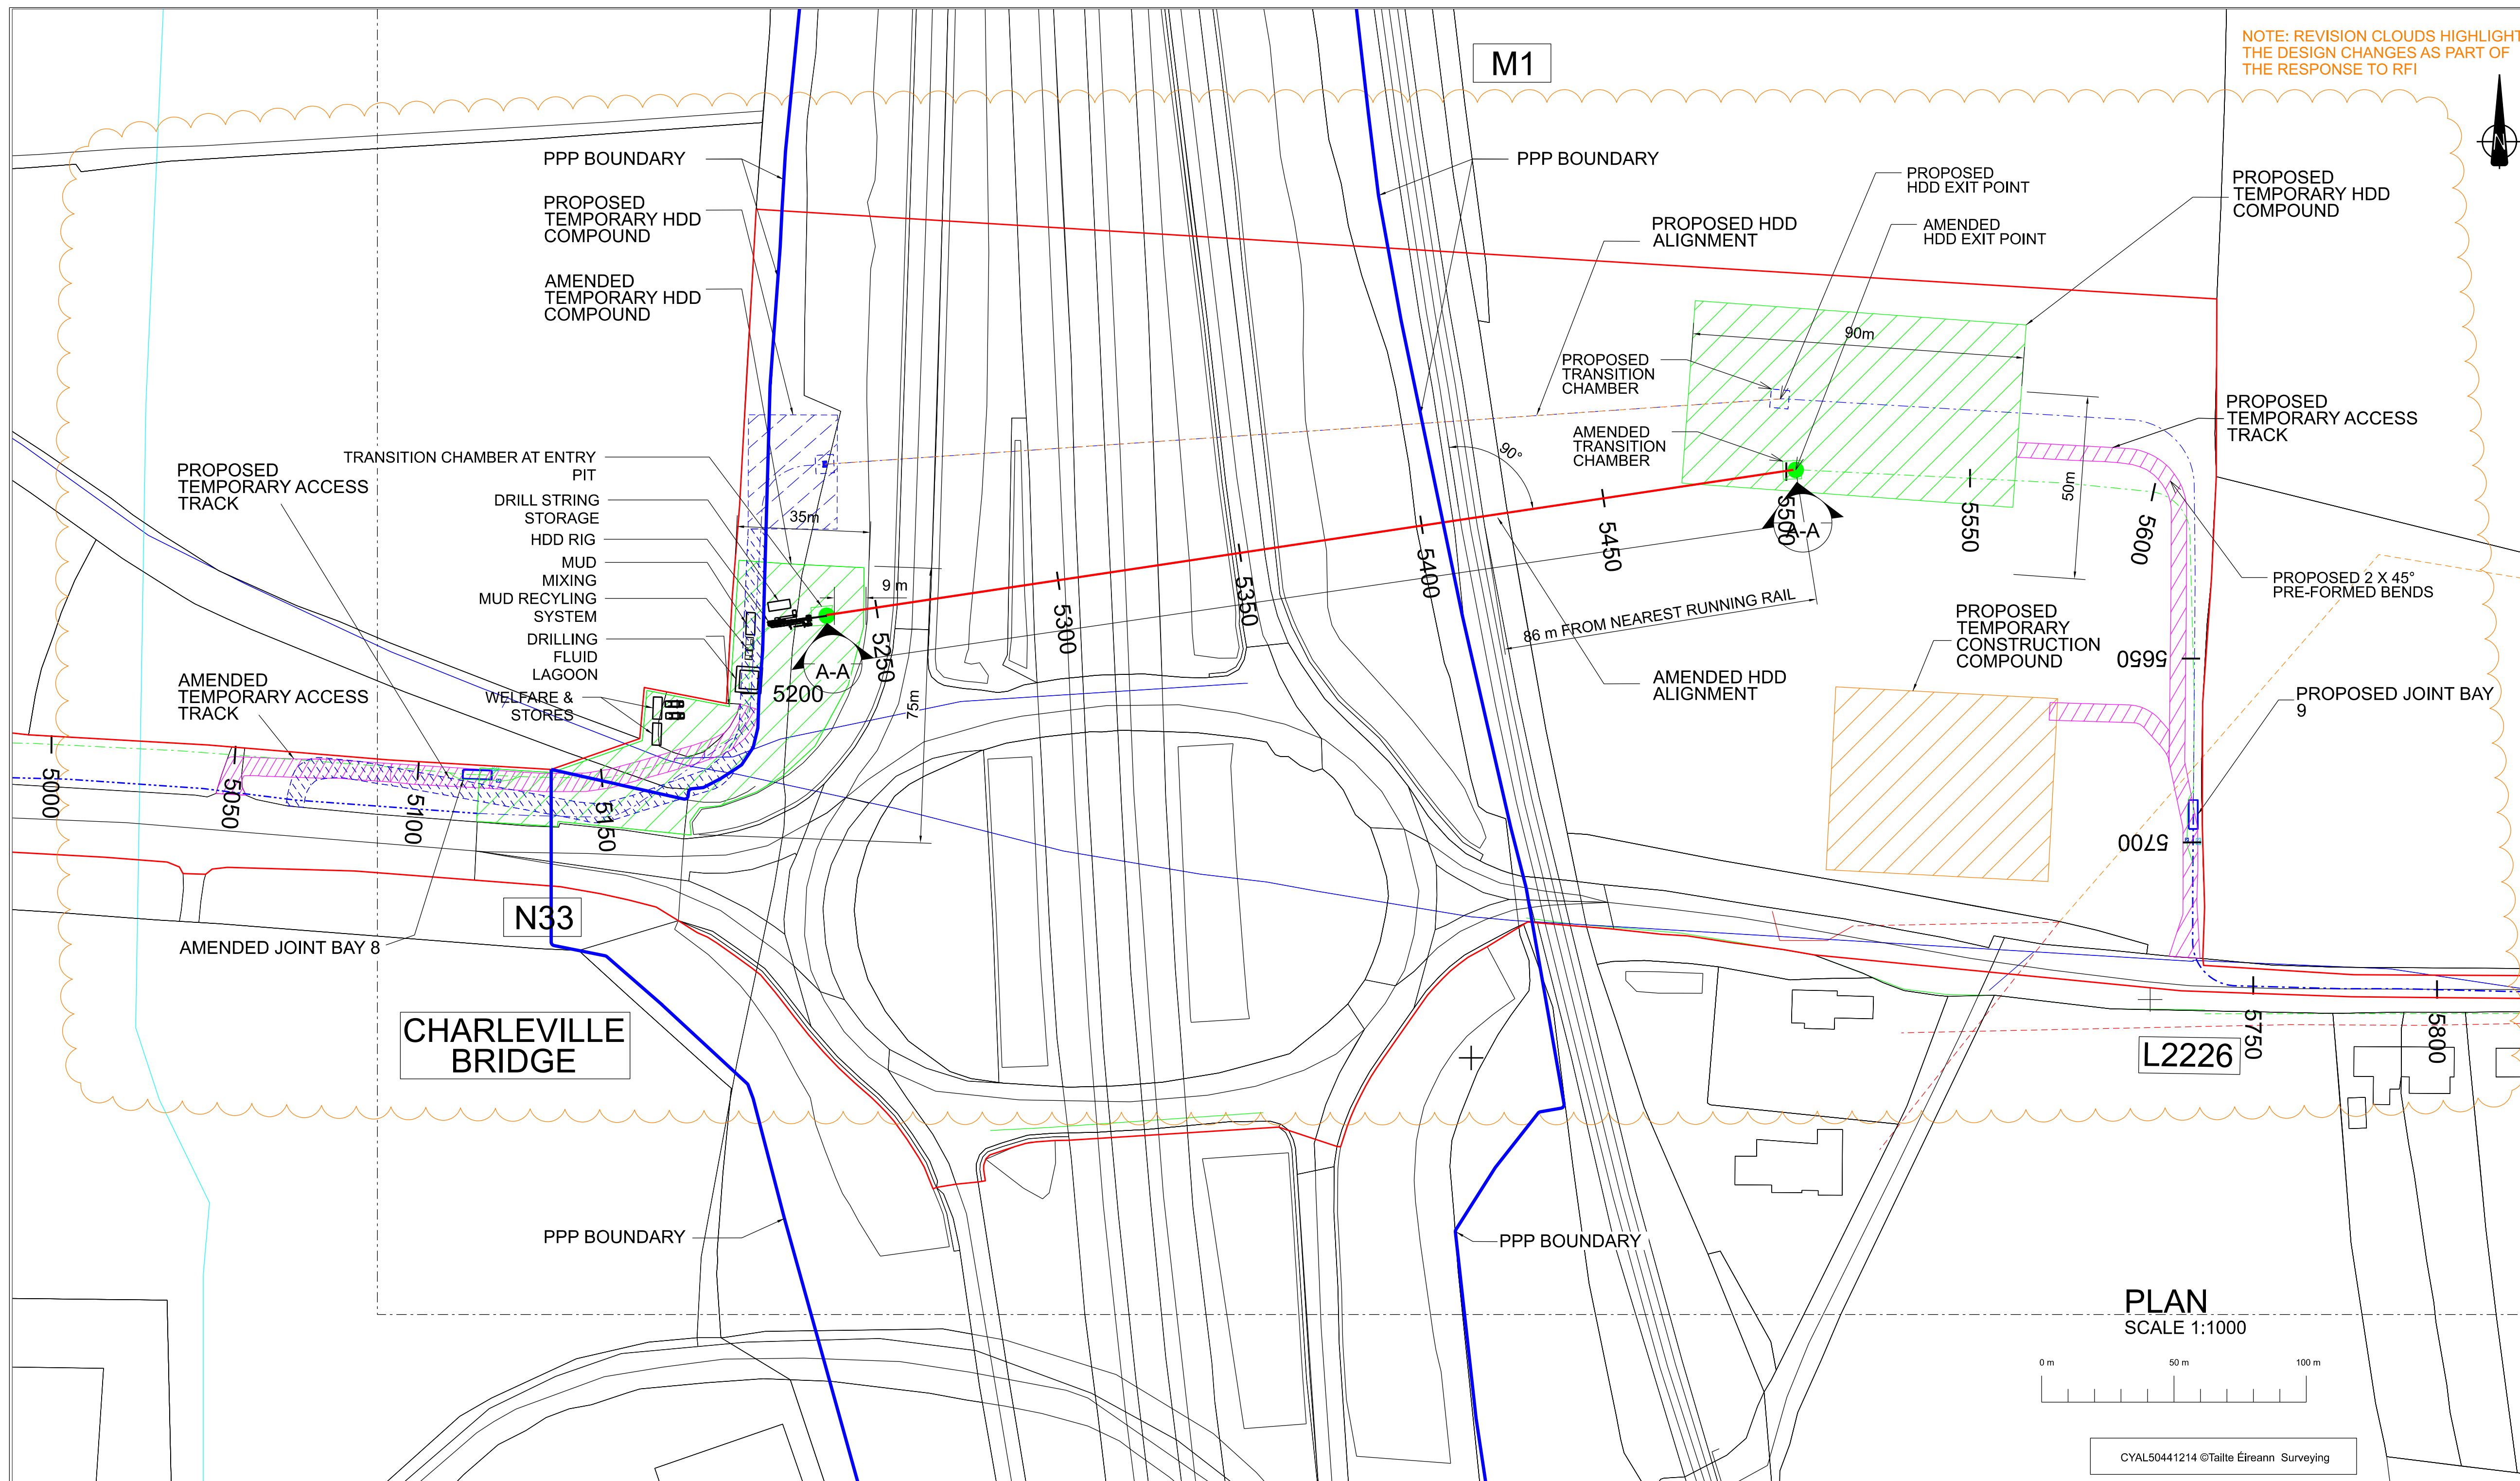 NOTE: REVISION CLOUDS HIGHLIGHT
THE DESIGN CHANGES AS PART OF
THE RESPONSE TO RFI
M1
N
PPP BOUNDARY
PPP BOUNDARY
PROPOSED
HDD EXIT POINT
PROPOSED
TEMPORARY HDD
COMPOUND
PROPOSED
TEMPORARY HDD
COMPOUND
PROPOSED HDD
ALIGNMENT
AMENDED
HDD EXIT POINT
AMENDED
TEMPORARY HDD
COMPOUND
90m
PROPOSED
TRANSITION
CHAMBER
PROPOSED
TEMPORARY ACCESS
TRACK
AMENDED
TRANSITION
CHAMBER
90°
50m
TRANSITION CHAMBER AT ENTRY
PIT
PROPOSED
TEMPORARY ACCESS
TRACK
DRILL STRING
STORAGE
35m
HDD RIG
MUD
MIXING
MUD RECYLING
SYSTEM
9 m
DRILLING
FLUID
LAGOON
A-A
A-A
5200
5250
5300
5350
5400
5450
5500
5550
5600
PROPOSED 2 X 45°
PRE-FORMED BENDS
86 m FROM NEAREST RUNNING RAIL
PROPOSED
TEMPORARY
CONSTRUCTION
COMPOUND
5650
AMENDED
TEMPORARY ACCESS
TRACK
WELFARE &
STORES
75m
AMENDED HDD
ALIGNMENT
PROPOSED JOINT BAY
9
5000
5050
5100
5150
5700
N33
AMENDED JOINT BAY 8
CHARLEVILLE
BRIDGE
L2226
5750
5800
PPP BOUNDARY
PPP BOUNDARY
PLAN
SCALE 1:1000
0 m
50 m
100 m
CYAL50441214 ©Tailte Éireann Surveying